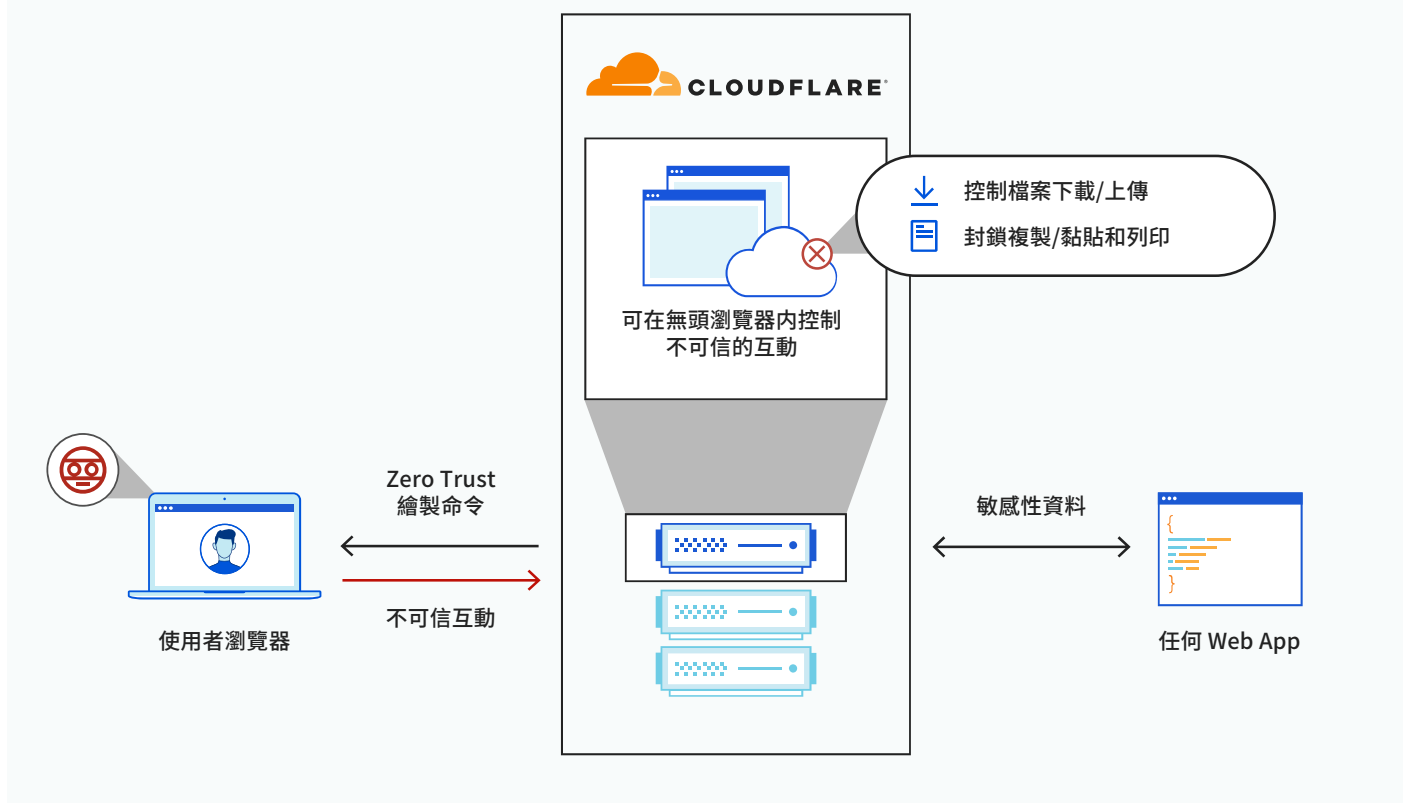 CLOUDFLARE
控制檔案下載/上傳
封鎖複製/黏貼和列印
可在無頭瀏覽器内控制
不可信的互動
Zero Trust
繪製命令
不可信互動
使用者瀏覽器
敏感性資料
{
}
任何 Web App